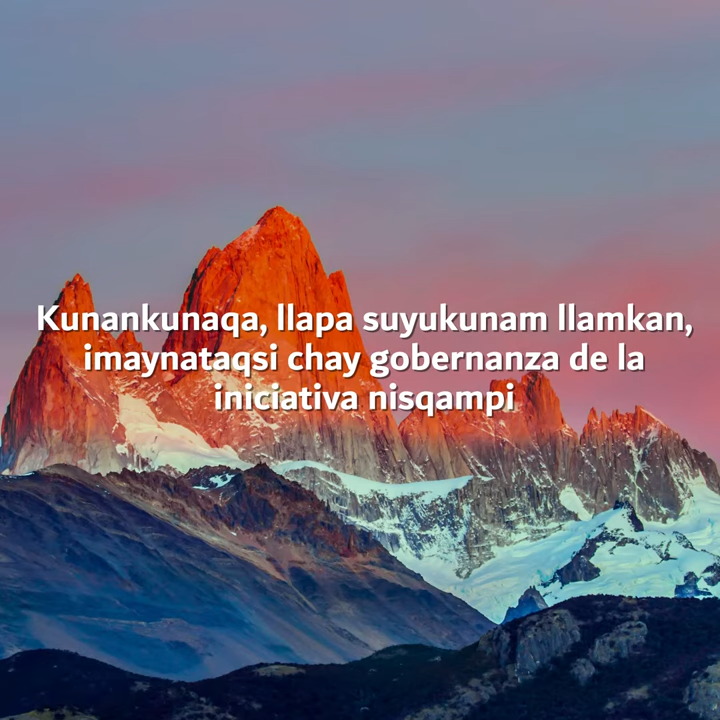 Kunankunaqa, llapa suyukunam llamkan,
imaynataqsi chay gobernanza de la
iniciativa nisqampi